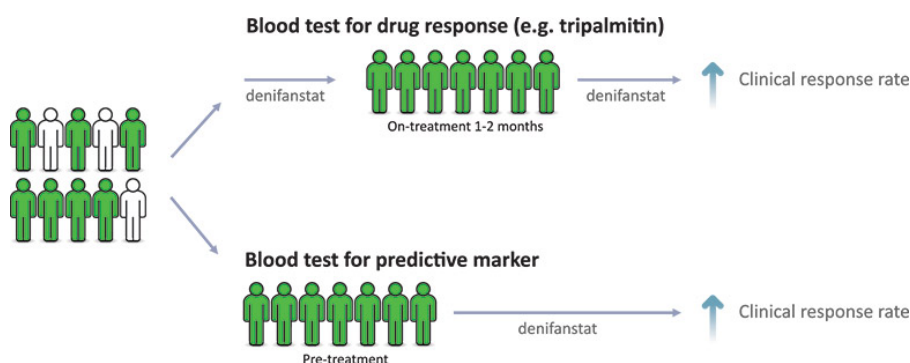 Blood test for drug response (e.g. tripalmitin)
denifanstat
denifanstat
Clinical response rate
On-treatment 1-2 months
Blood test for predictive marker
Clinical response rate
denifanstat
Pre-treatment